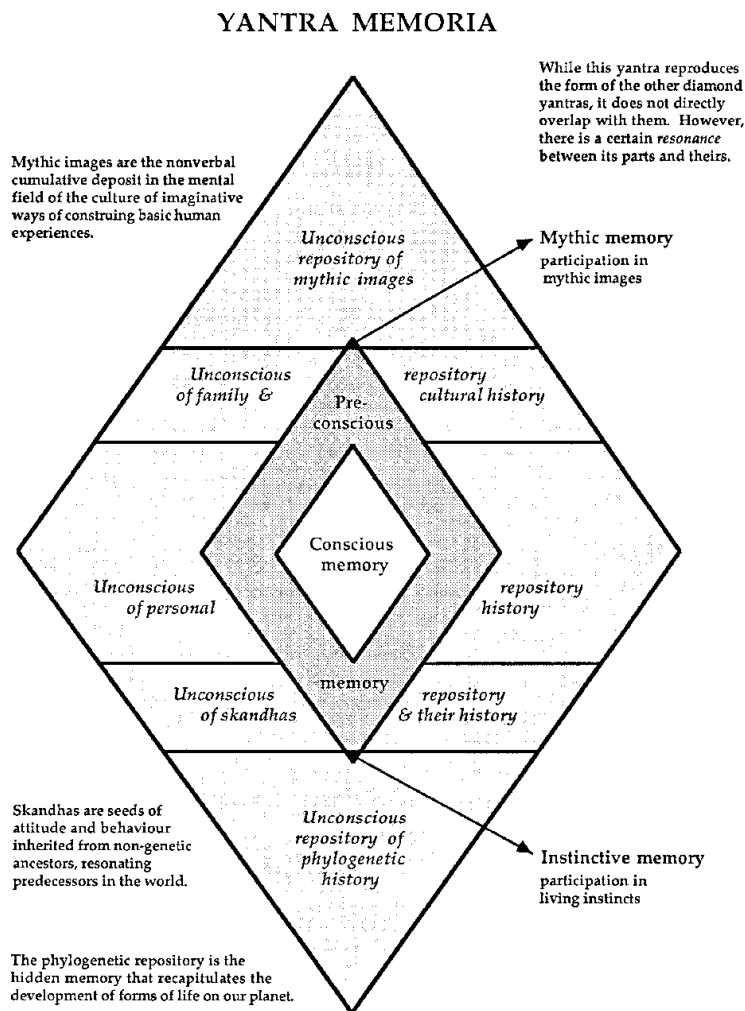 YANTRA MEMORIA
While this yantra reproduces
the form of the other diamond
yantras, it does not directly
overlap with them. However,
there is a certain resonance
between its parts and theirs.
Mythic images are the nonverbal
cumulative deposit in the mental
field of the culture of imaginative
ways of construing basic human
experiences.
Unconscious
repository of
mythic images
Mythic memory
participation in
mythic images
Unconscious repository
of family & cultural history
Pre-
conscious
Conscious
memory
Unconscious repository
of personal history
memory
Unconscious repository
of skandhas & their history
Skandhas are seeds of
attitude and behaviour
inherited from non-genetic
ancestors, resonating
predecessors in the world.
Unconscious
repository of
phylogenetic
history
Instinctive memory
participation in
living instincts
The phylogenetic repository is the
hidden memory that recapitulates the
development of forms of life on our planet.